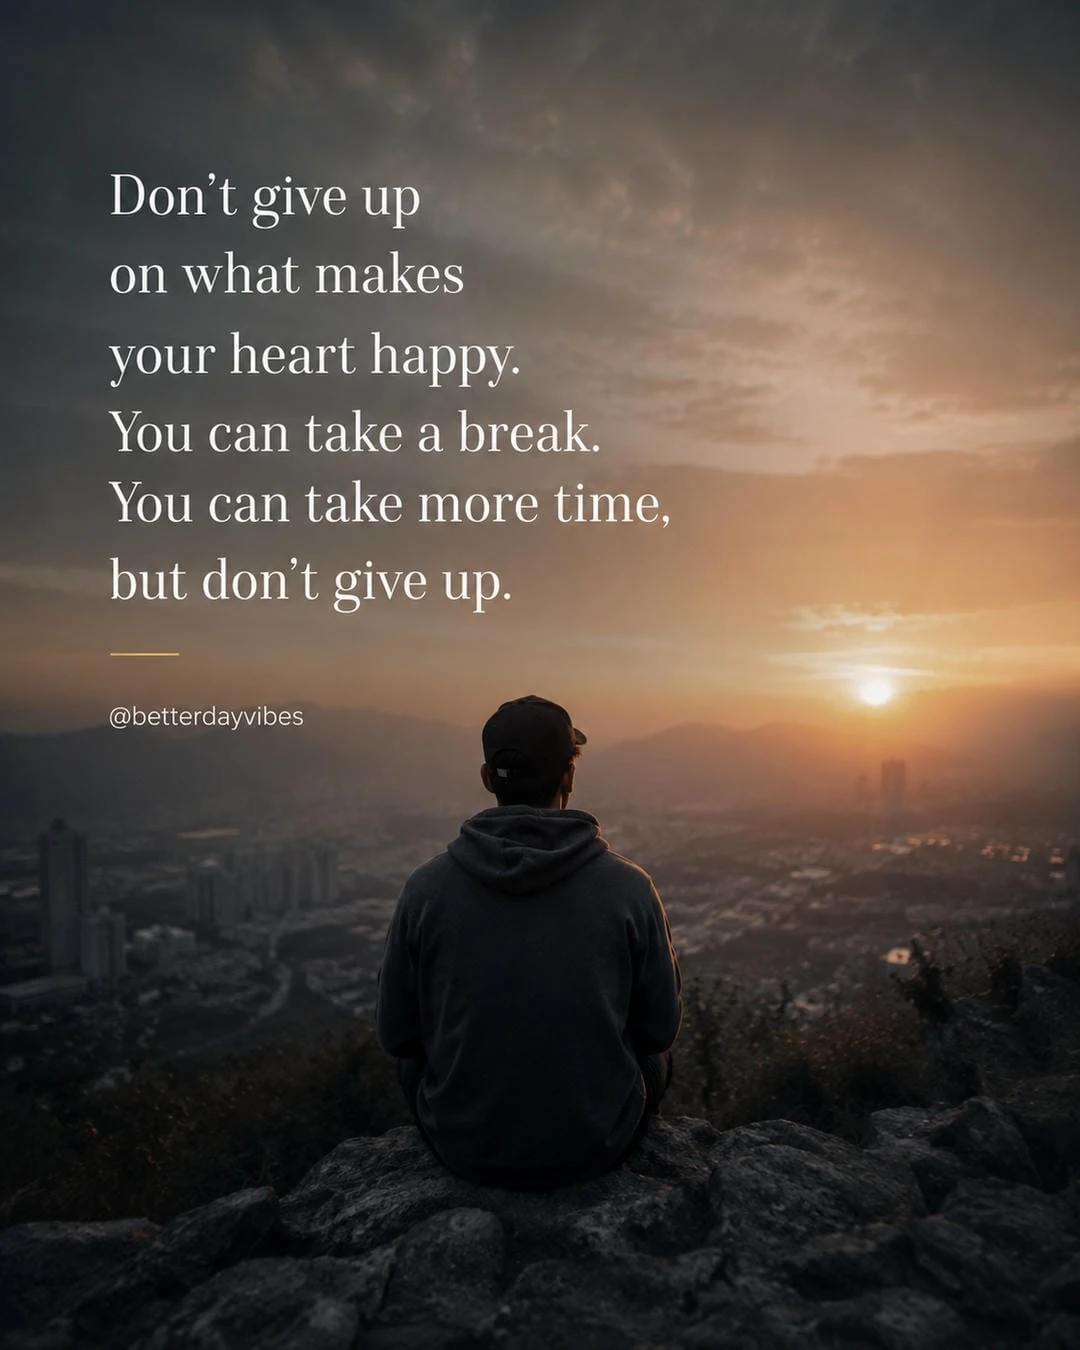 Don’t give up
on what makes
your heart happy.
You can take a break.
You can take more time,
but don’t give up.
@betterdayvibes